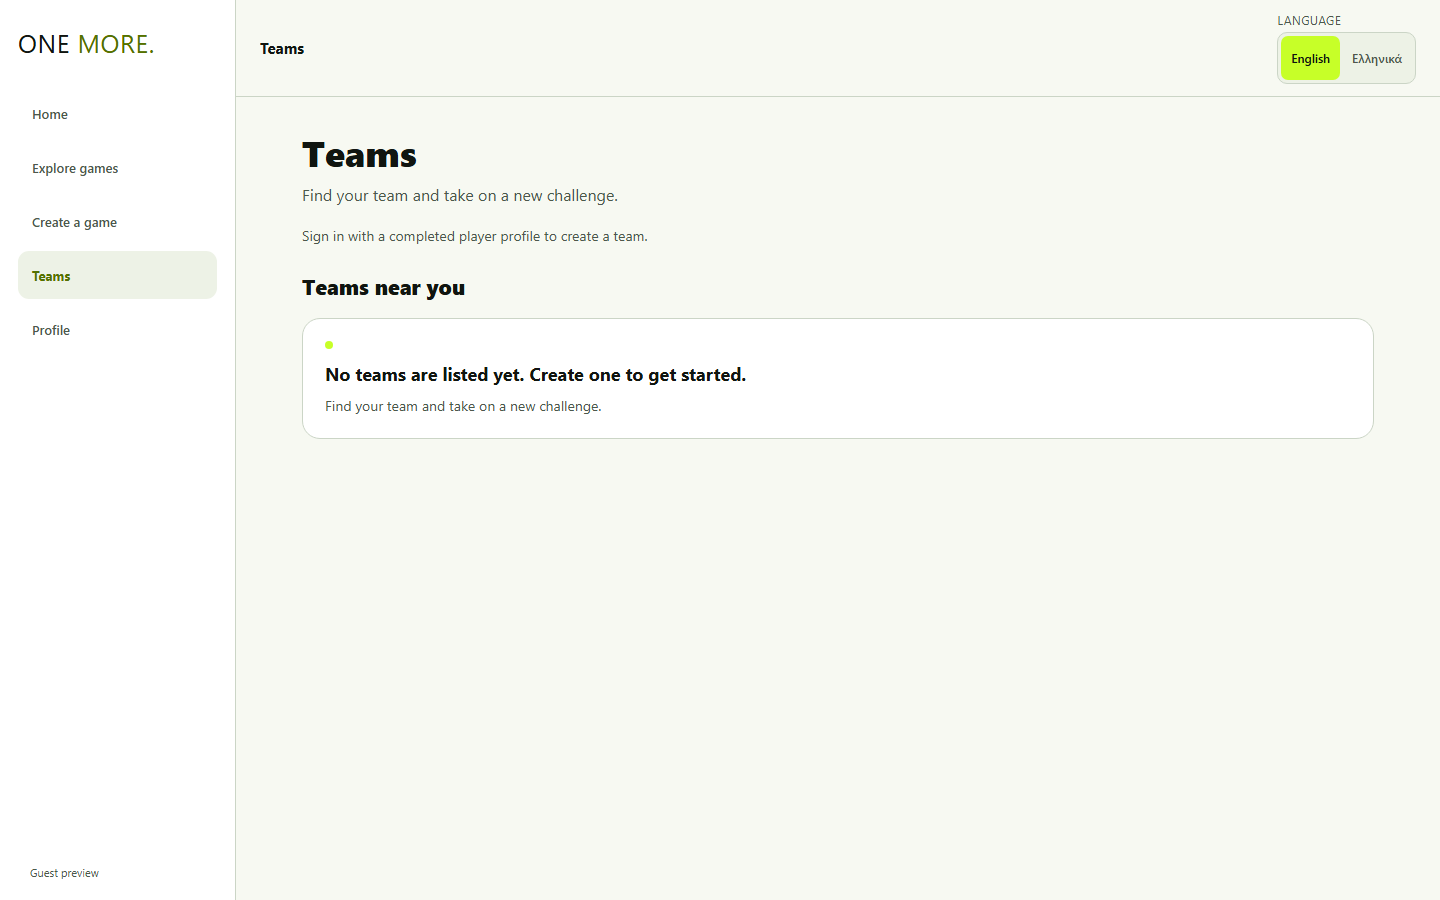 ONE MORE.
Home
Explore games
Create a game
Teams
Profile
Guest preview
Teams
LANGUAGE
English
Ελληνικά
Teams
Find your team and take on a new challenge.
Sign in with a completed player profile to create a team.
Teams near you
No teams are listed yet. Create one to get started.
Find your team and take on a new challenge.